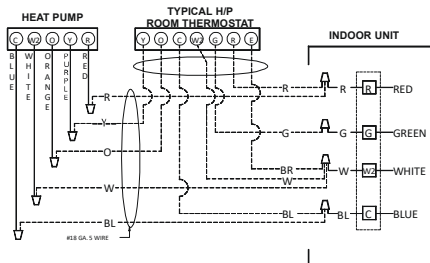 HEAT PUMP
TYPICAL H/P
ROOM THERMOSTAT
INDOOR UNIT
C W2 O Y R
Y O C W2 G R E
BLUE
WHITE
ORANGE
PURPLE
RED
R
R
R
R
RED
Y
G
G
G
G
GREEN
O
BR
W
W
W2
WHITE
W
BL
BL
BL
C
BLUE
#18 GA. 5 WIRE